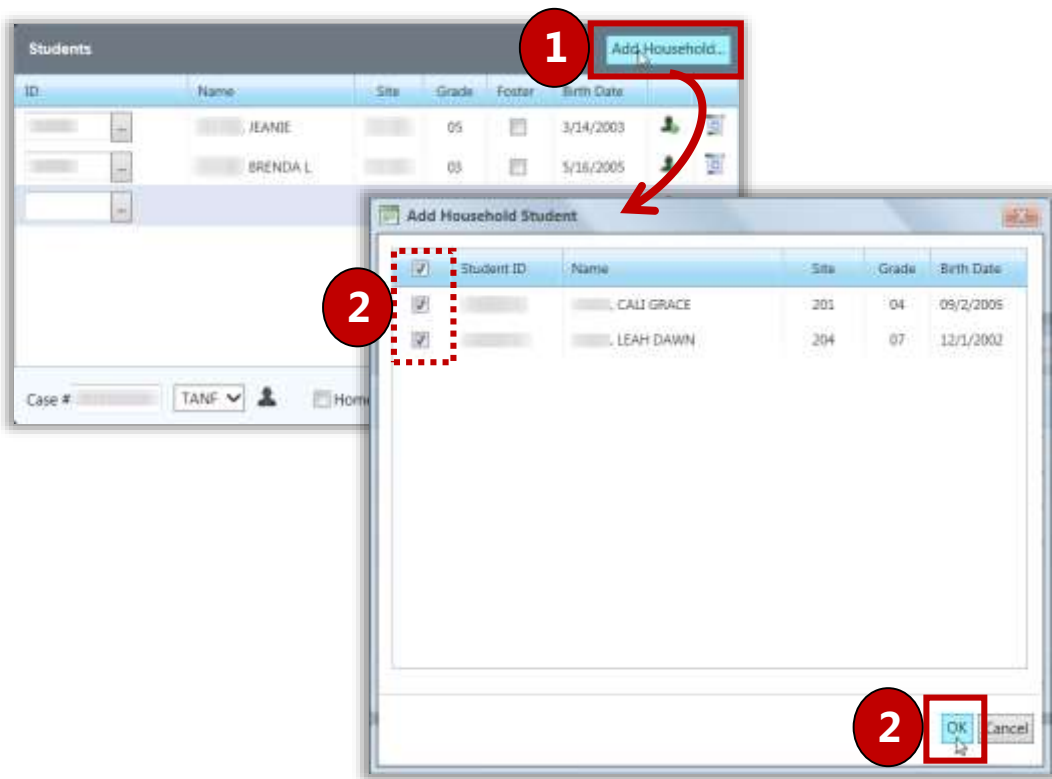 1
Students Add Household...
ID Name Site Grade Foster Birth Date
... , JEANIE 05 3/14/2003
... BRENDA L 03 5/16/2005
...
Add Household Student
Student ID Name Site Grade Birth Date
2
, CALI GRACE 201 04 09/2/2005
, LEAH DAWN 204 07 12/1/2002
Case # TANF Home
2
OK Cancel